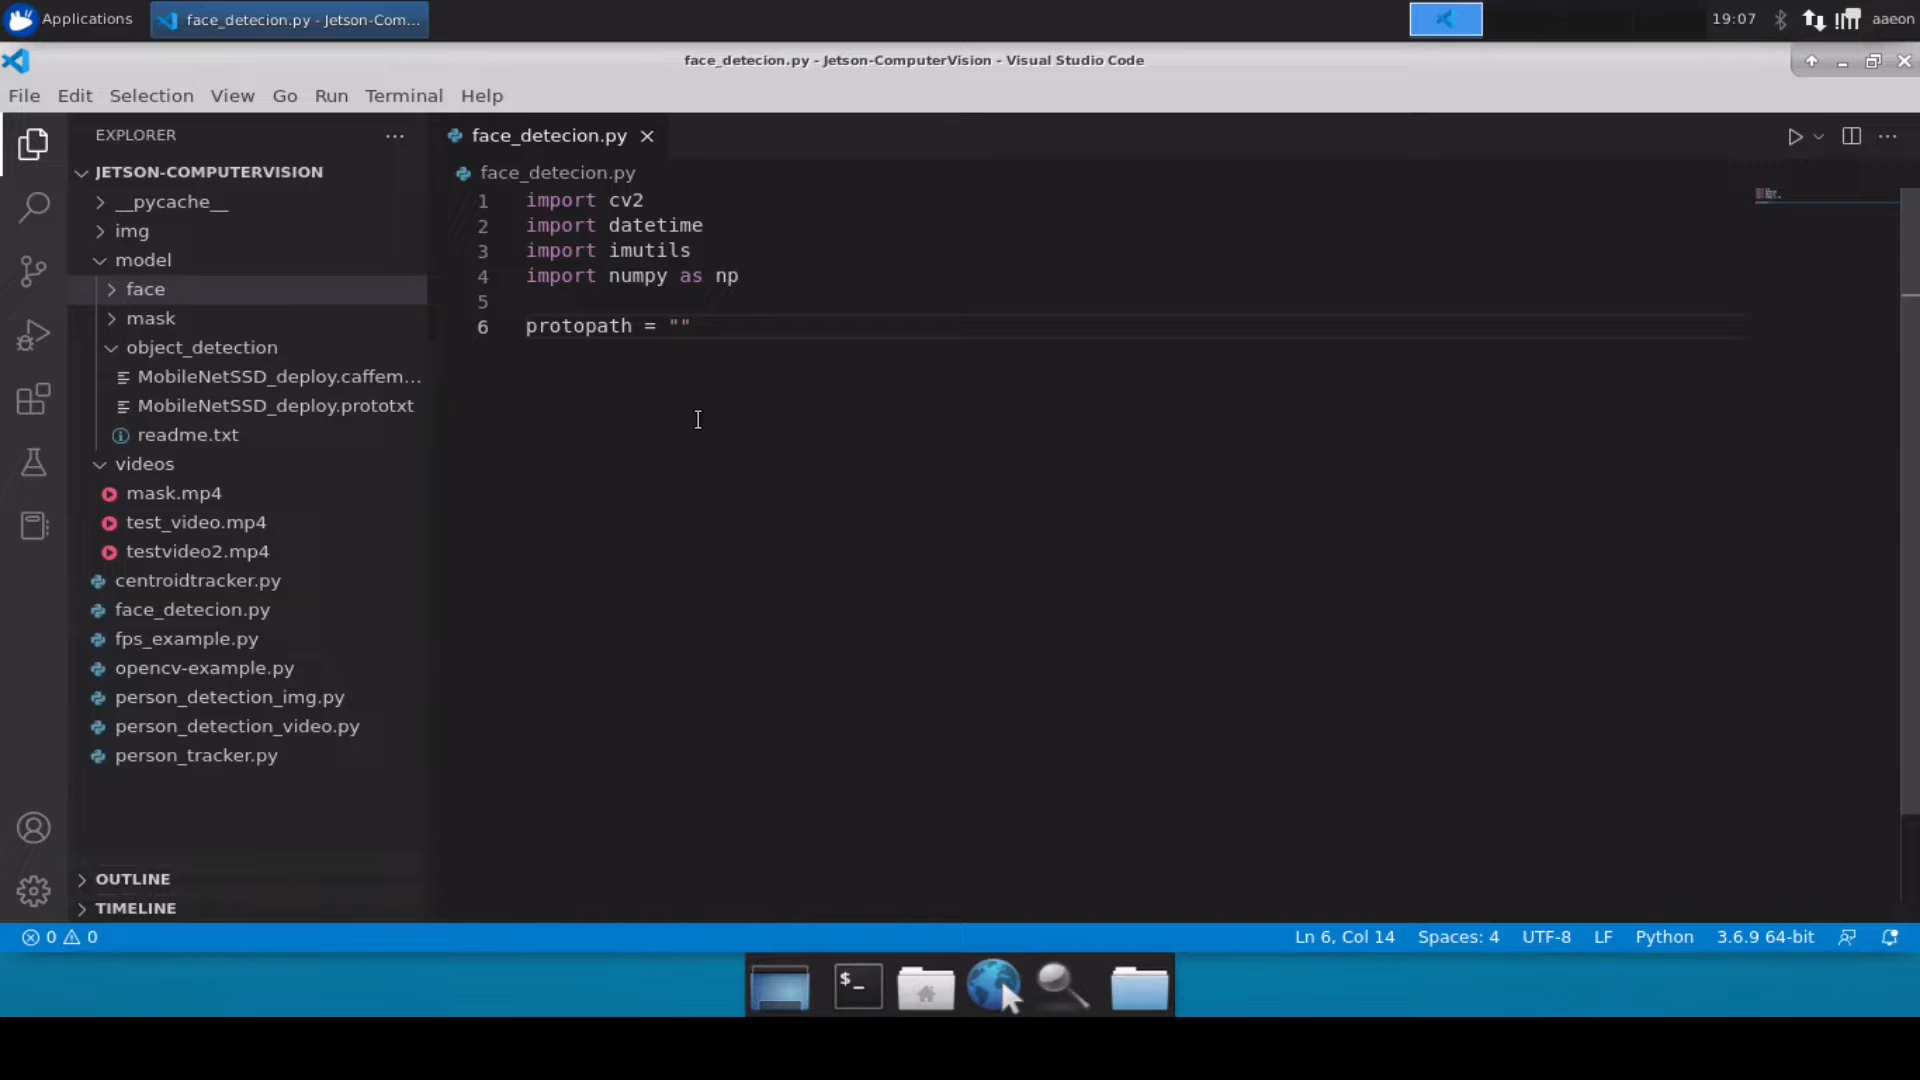 Applications
face_detecion.py - Jetson-Com...
19:07
aaeon
face_detecion.py - Jetson-ComputerVision - Visual Studio Code
File Edit Selection View Go Run Terminal Help
EXPLORER
JETSON-COMPUTERVISION
__pycache__
img
model
face
mask
object_detection
MobileNetSSD_deploy.caffem...
MobileNetSSD_deploy.prototxt
readme.txt
videos
mask.mp4
test_video.mp4
testvideo2.mp4
centroidtracker.py
face_detecion.py
fps_example.py
opencv-example.py
person_detection_img.py
person_detection_video.py
person_tracker.py
OUTLINE
TIMELINE
face_detecion.py
face_detecion.py
1 import cv2
2 import datetime
3 import imutils
4 import numpy as np
5
6 protopath = ""
0 0
Ln 6, Col 14 Spaces: 4 UTF-8 LF Python 3.6.9 64-bit
$_